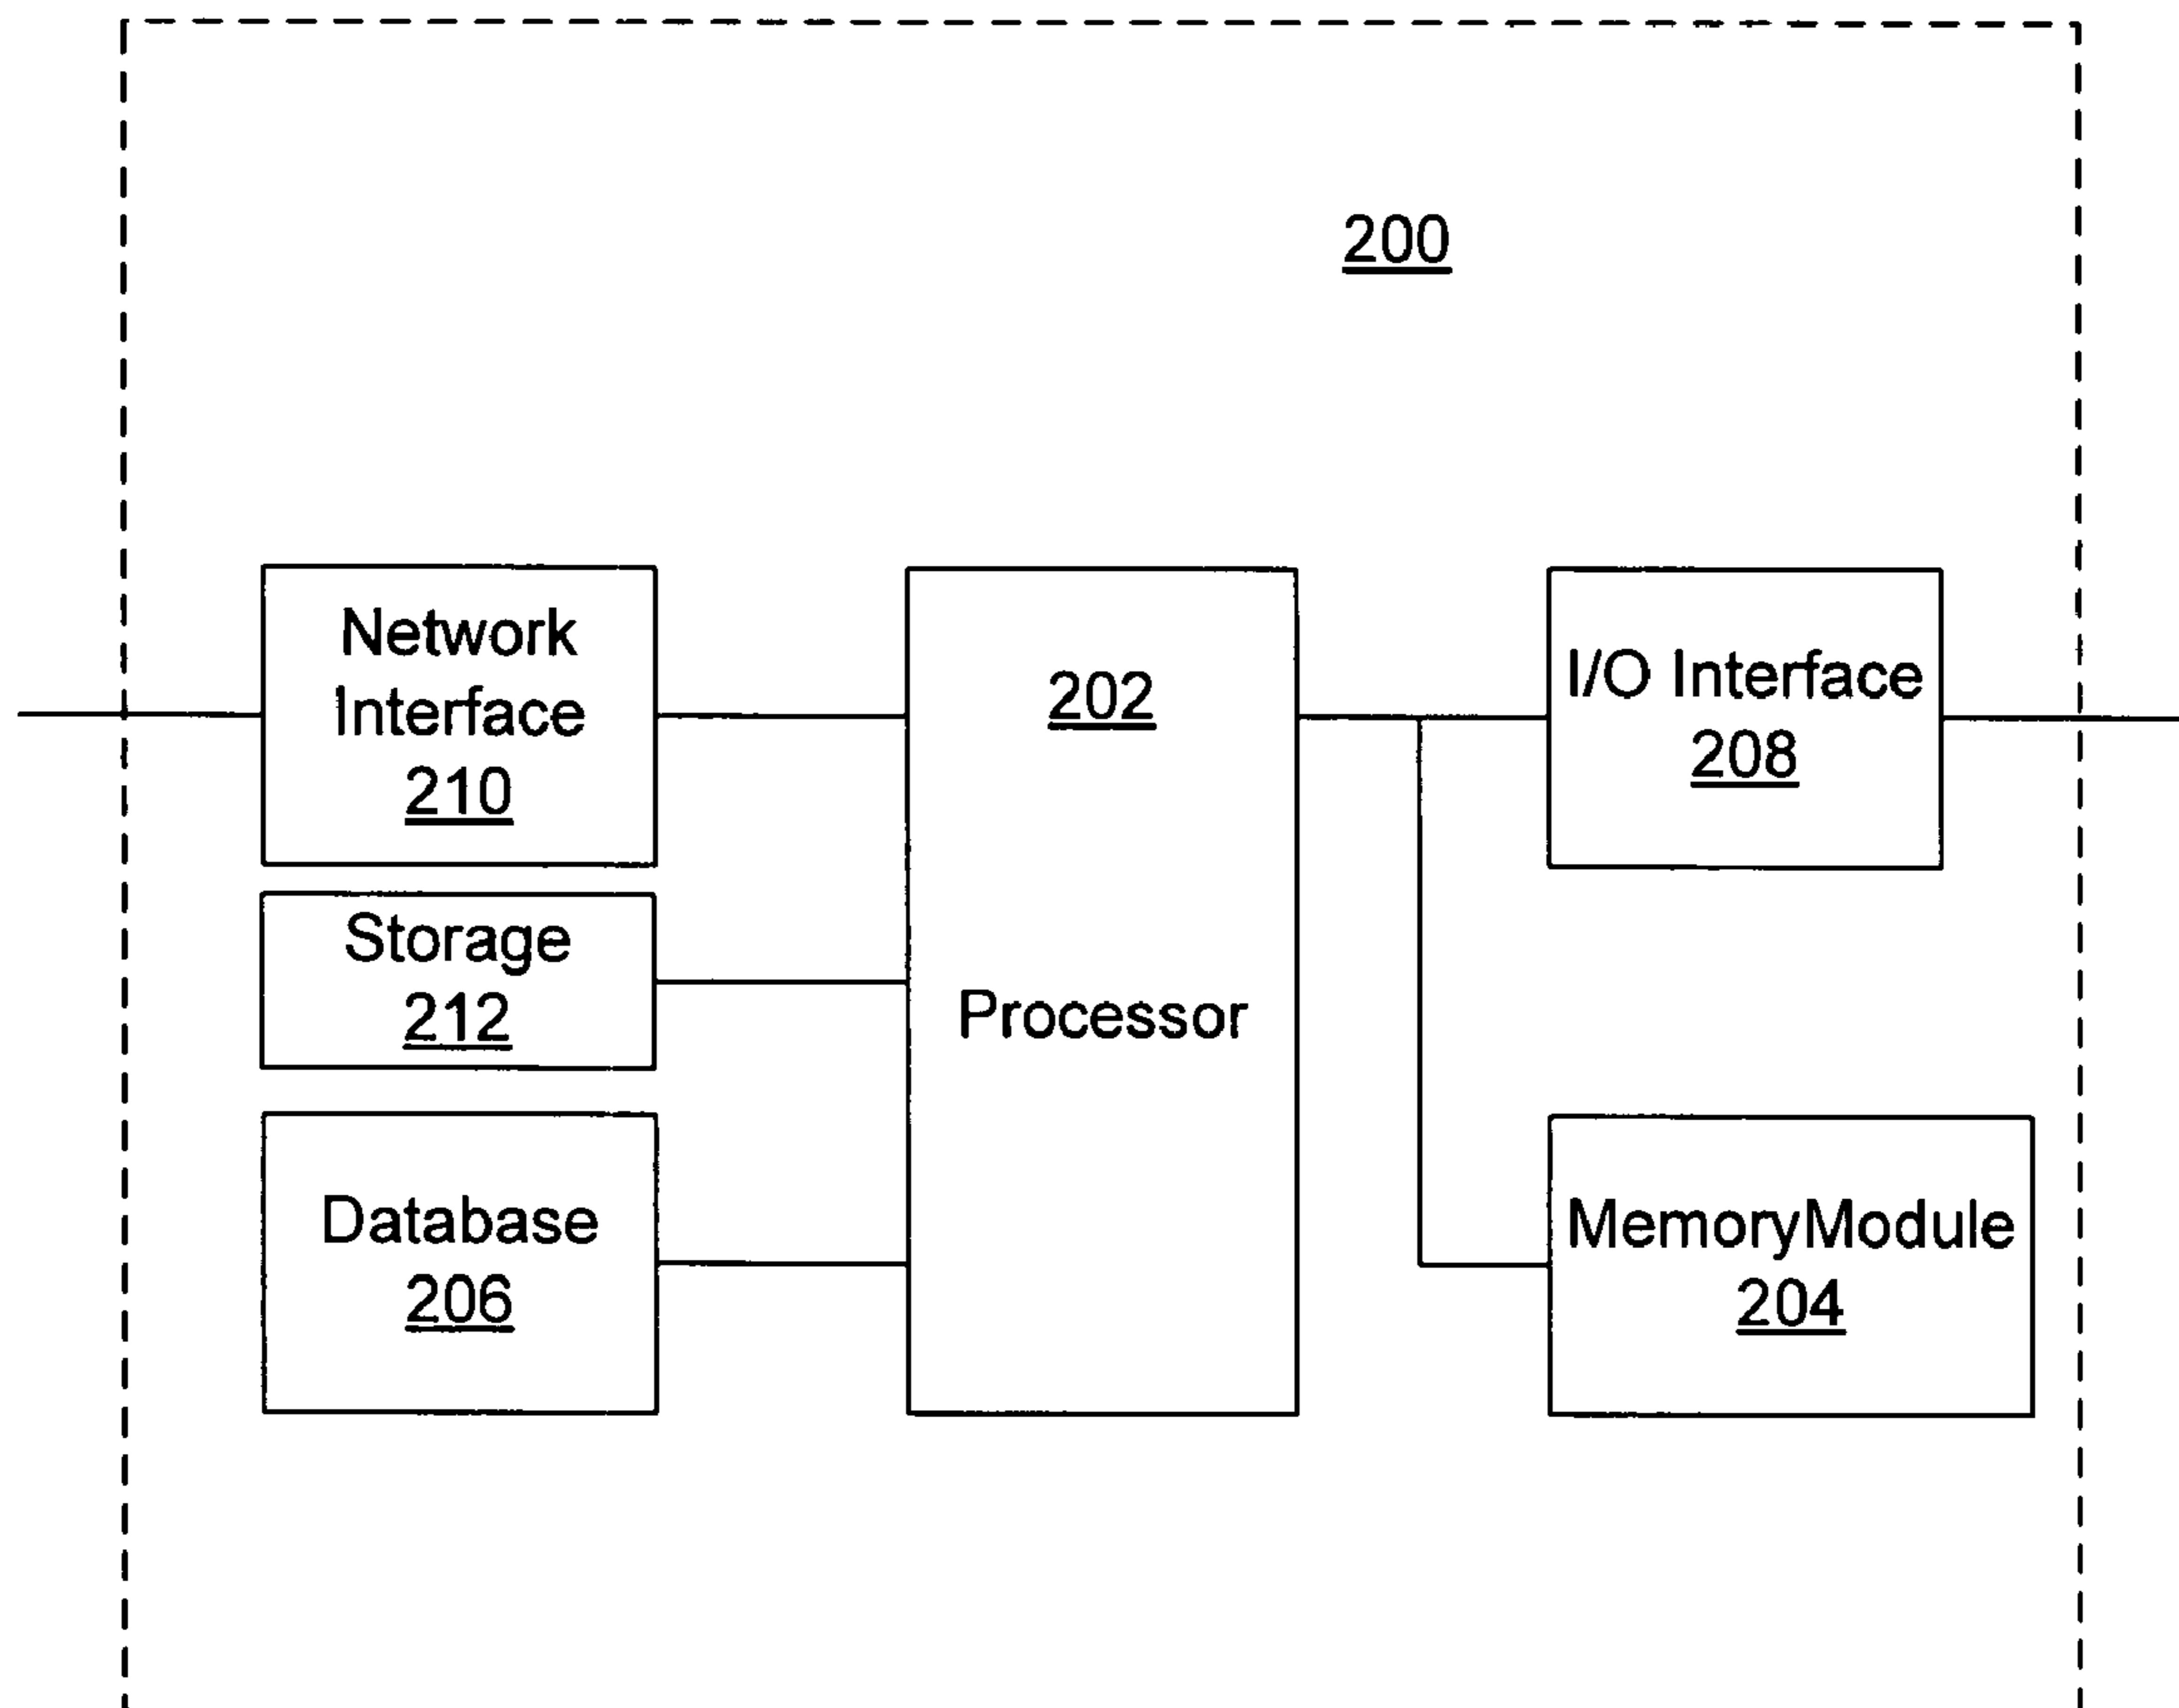 200
Network
Interface
210
202
Processor
I/O Interface
208
Storage
212
Database
206
MemoryModule
204